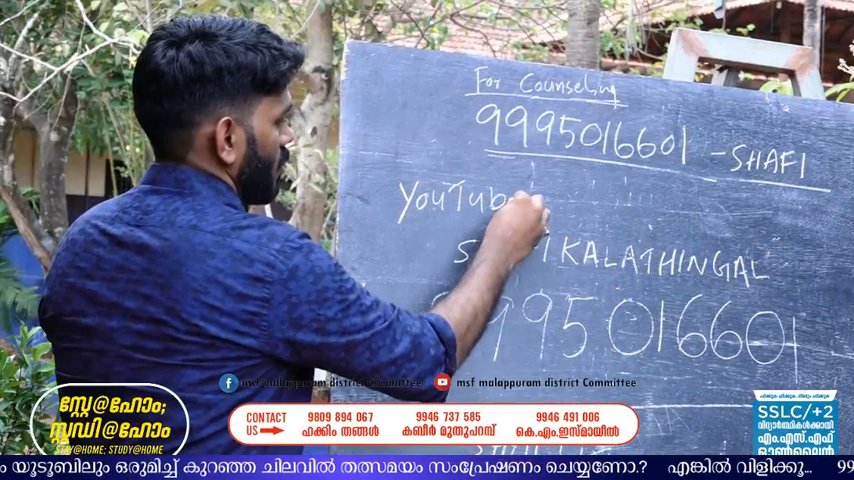 For Counseling
9995016601 -SHAFI
YouTub
KALATHINGAL"
995016601
സ്റ്റേ@ഹോം;
സ്റ്റഡി@ഹോം
STAY@HOME: STUDY@HOME
msf malappuram district Committee
msf malappuram district Committee
CONTACT US
9809 894 067
ഹക്കിം തങ്ങൾ
9946 737 585
കബീർ മുതുപറമ്പ്
9946 491 006
കെ.എം.ഇസ്മായീൽ
SSLC/+2
വിദ്യാർത്ഥികൾക്കായി
എം.എസ്.എഫ്
ഓൺലൈൻ
ം യൂട്യൂബിലും ഒരുമിച്ച് കുറഞ്ഞ ചിലവിൽ തത്സമയം സംപ്രേഷണം ചെയ്യണോ.? എങ്കിൽ വിളിക്കൂ... 99